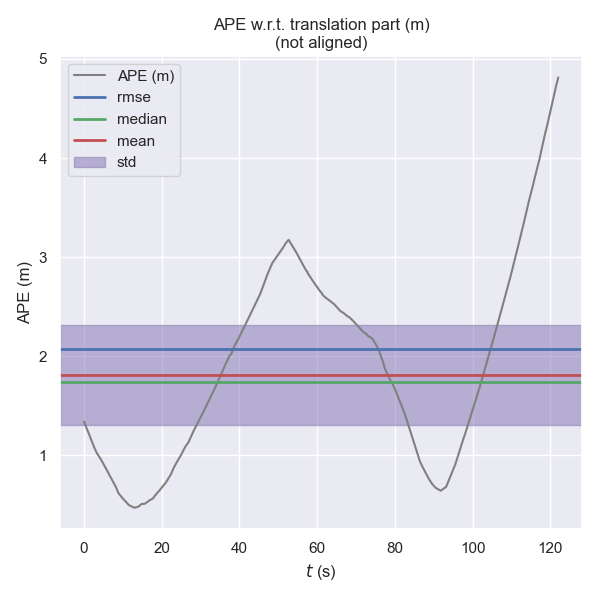 APE w.r.t. translation part (m)
(not aligned)
APE (m)
rmse
median
mean
std
APE (m)
5
4
3
2
1
0 20 40 60 80 100 120
t (s)